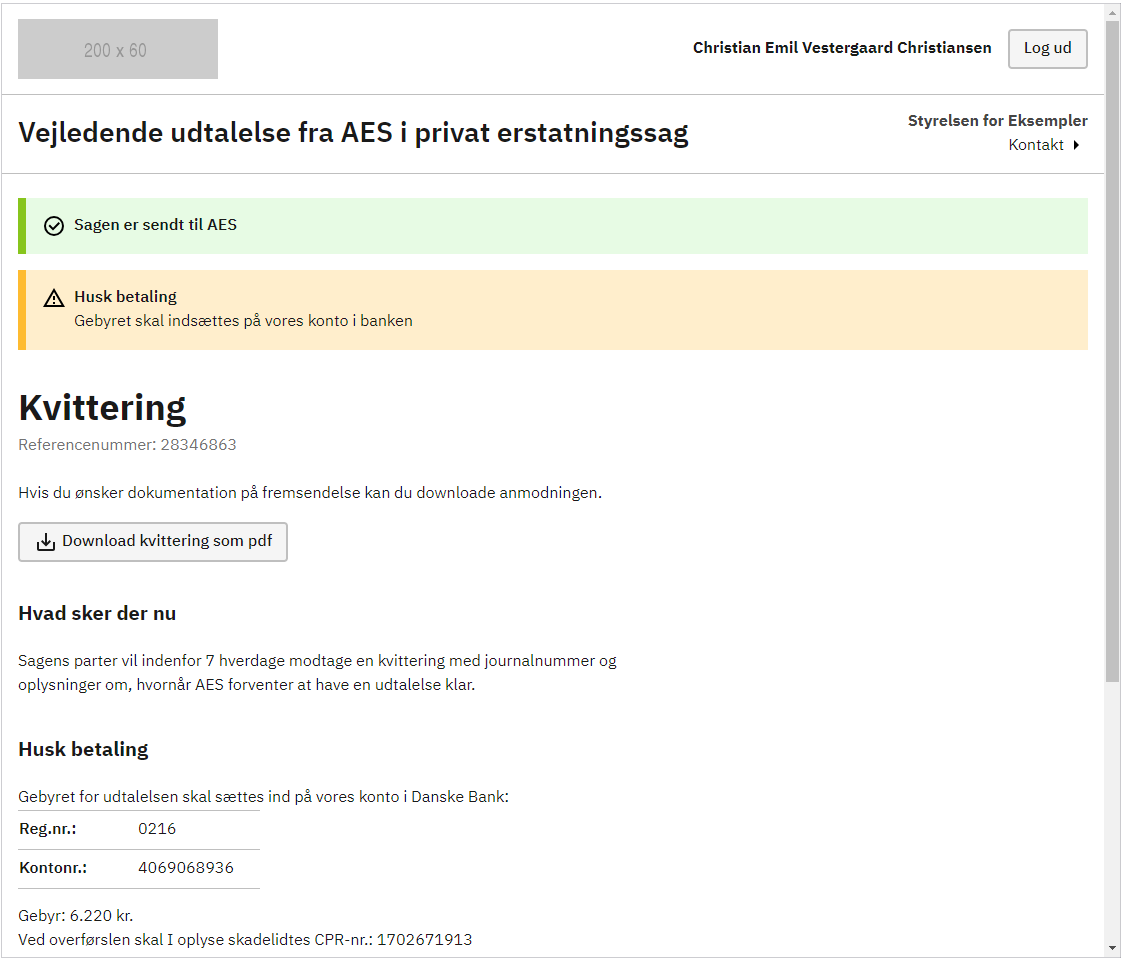 200 x 60
Christian Emil Vestergaard Christiansen
Log ud
Vejledende udtalelse fra AES i privat erstatningssag
Styrelsen for Eksempler
Kontakt
Sagen er sendt til AES
Husk betaling
Gebyret skal indsættes på vores konto i banken
Kvittering
Referencenummer: 28346863
Hvis du ønsker dokumentation på fremsendelse kan du downloade anmodningen.
Download kvittering som pdf
Hvad sker der nu
Sagens parter vil indenfor 7 hverdage modtage en kvittering med journalnummer og
oplysninger om, hvornår AES forventer at have en udtalelse klar.
Husk betaling
Gebyret for udtalelsen skal sættes ind på vores konto i Danske Bank:
Reg.nr.: 0216
Kontonr.: 4069068936
Gebyr: 6.220 kr.
Ved overførslen skal I oplyse skadelidtes CPR-nr.: 1702671913